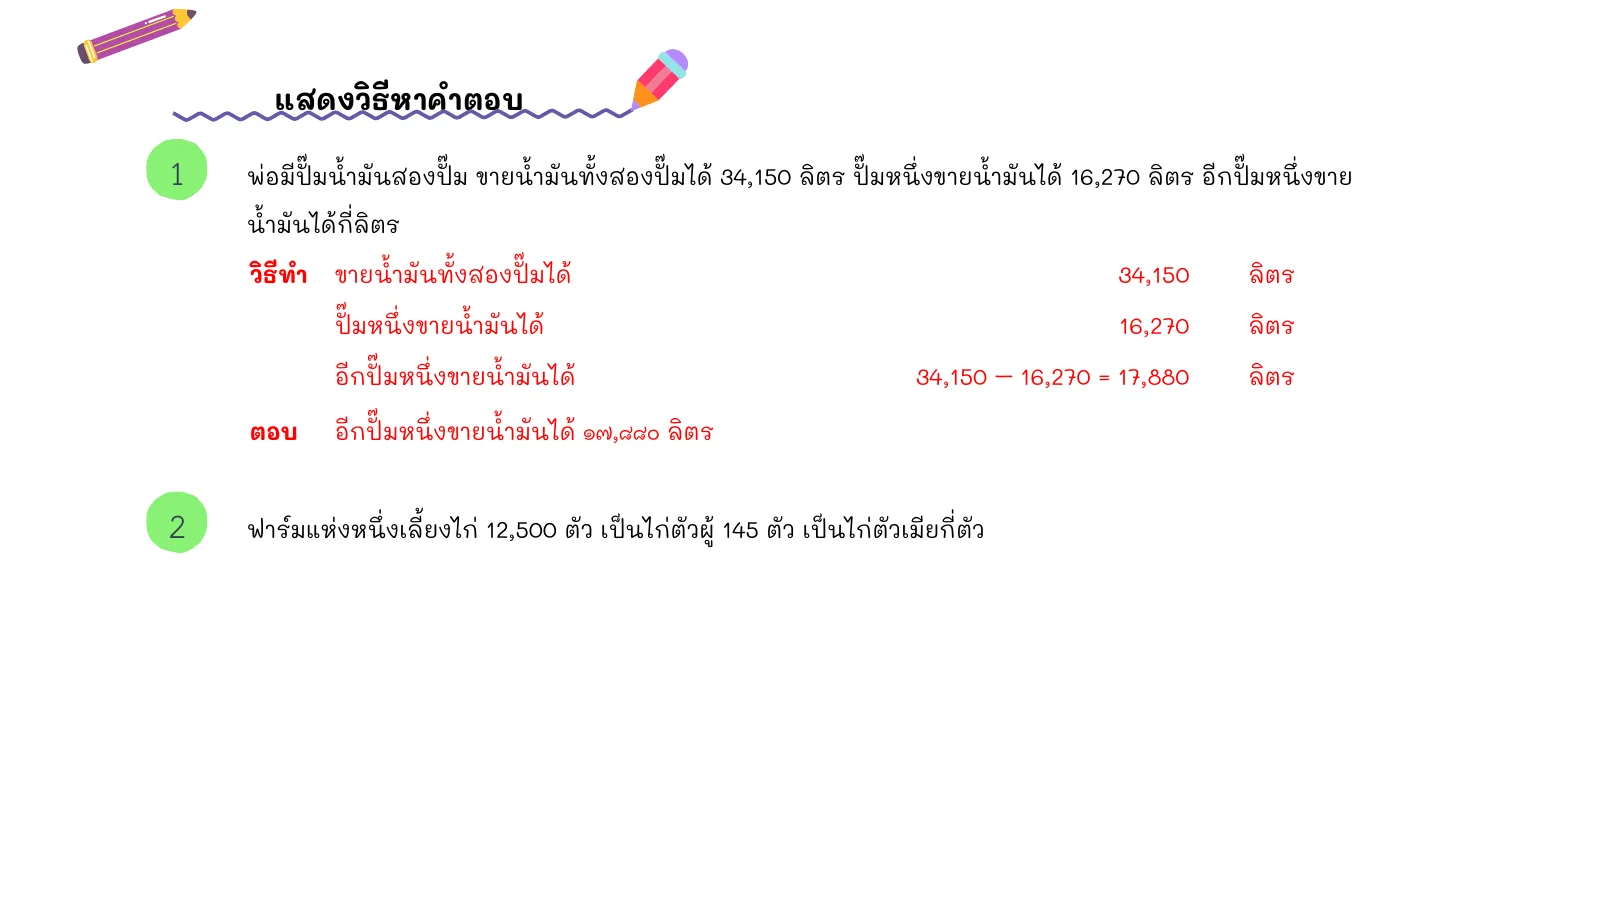 แสดงวิธีหาคำตอบ
1
พ่อมีปั๊มน้ำมันสองปั๊ม ขายน้ำมันทั้งสองปั๊มได้ 34,150 ลิตร ปั๊มหนึ่งขายน้ำมันได้ 16,270 ลิตร อีกปั๊มหนึ่งขาย
น้ำมันได้กี่ลิตร
วิธีทำ ขายน้ำมันทั้งสองปั๊มได้ 34,150 ลิตร
ปั๊มหนึ่งขายน้ำมันได้ 16,270 ลิตร
อีกปั๊มหนึ่งขายน้ำมันได้ 34,150 – 16,270 = 17,880 ลิตร
ตอบ อีกปั๊มหนึ่งขายน้ำมันได้ ๑๗,๘๘๐ ลิตร
2
ฟาร์มแห่งหนึ่งเลี้ยงไก่ 12,500 ตัว เป็นไก่ตัวผู้ 145 ตัว เป็นไก่ตัวเมียกี่ตัว